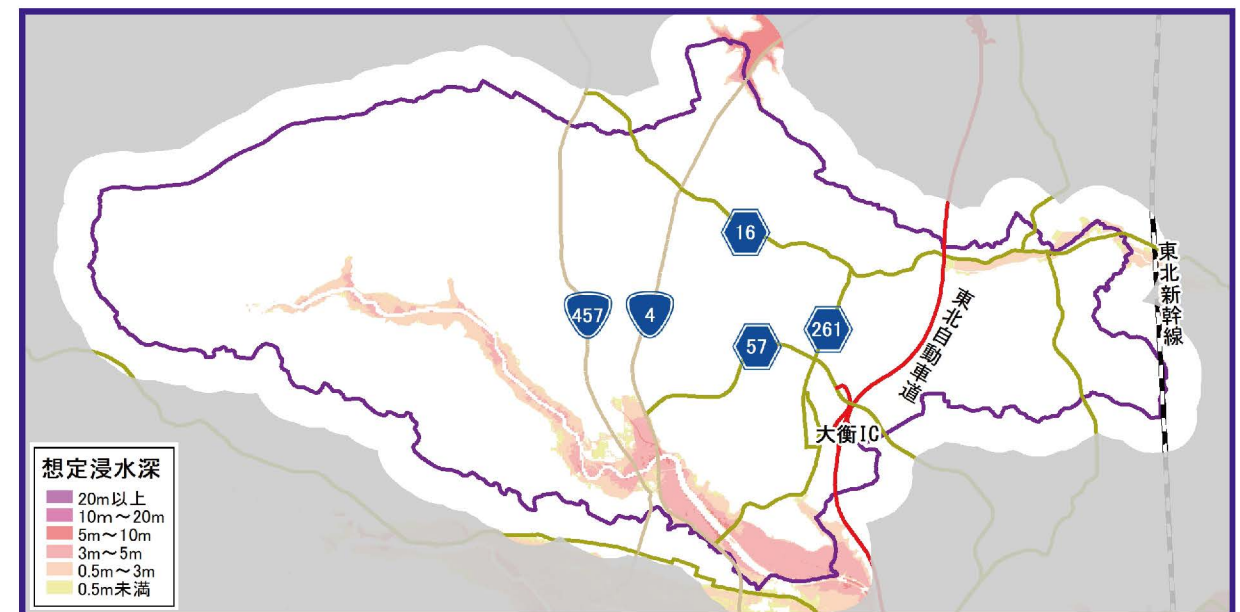 16
457
4
261
57
東北新幹線
東北自動車道
大衡IC
想定浸水深
20m以上
10m～20m
5m～10m
3m～5m
0.5m～3m
0.5m未満